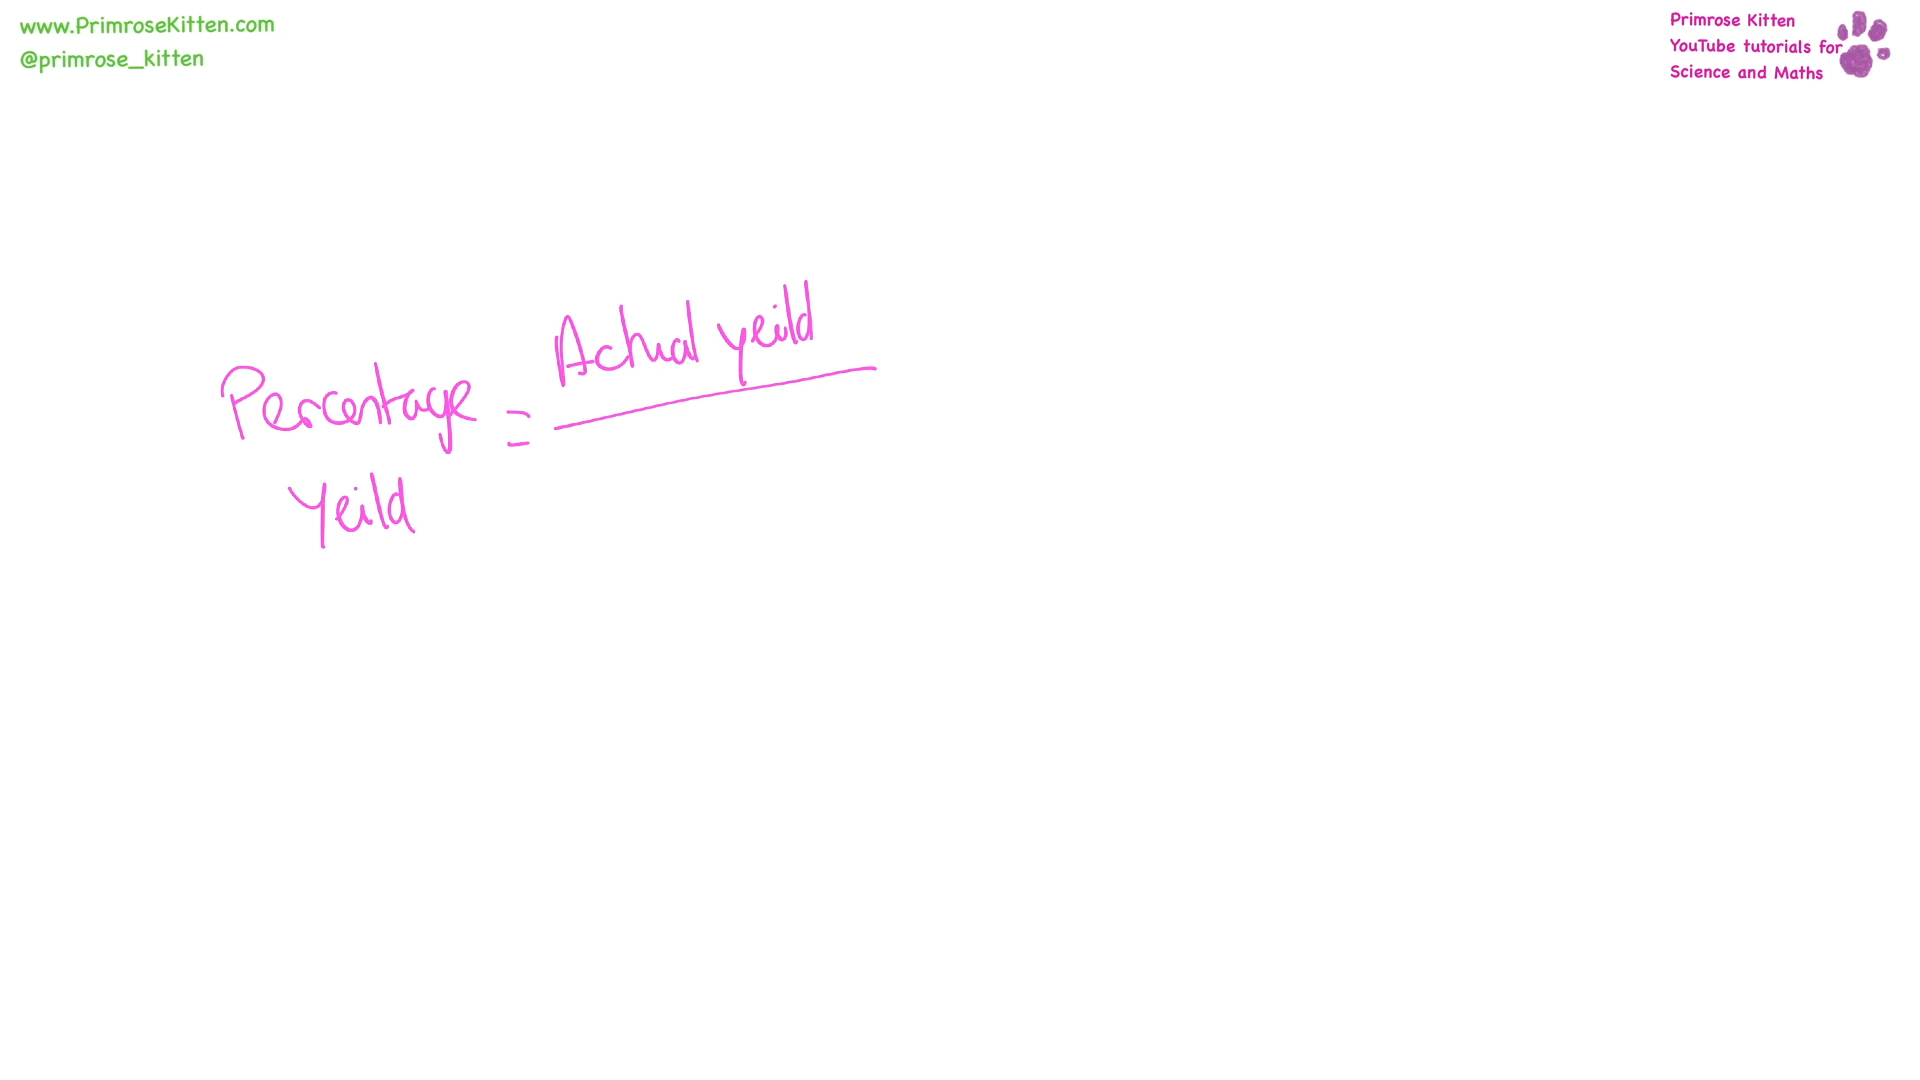 www.PrimroseKitten.com
@primrose_kitten
Primrose Kitten
YouTube tutorials for
Science and Maths
Actual yeild
Percentage =
Yeild